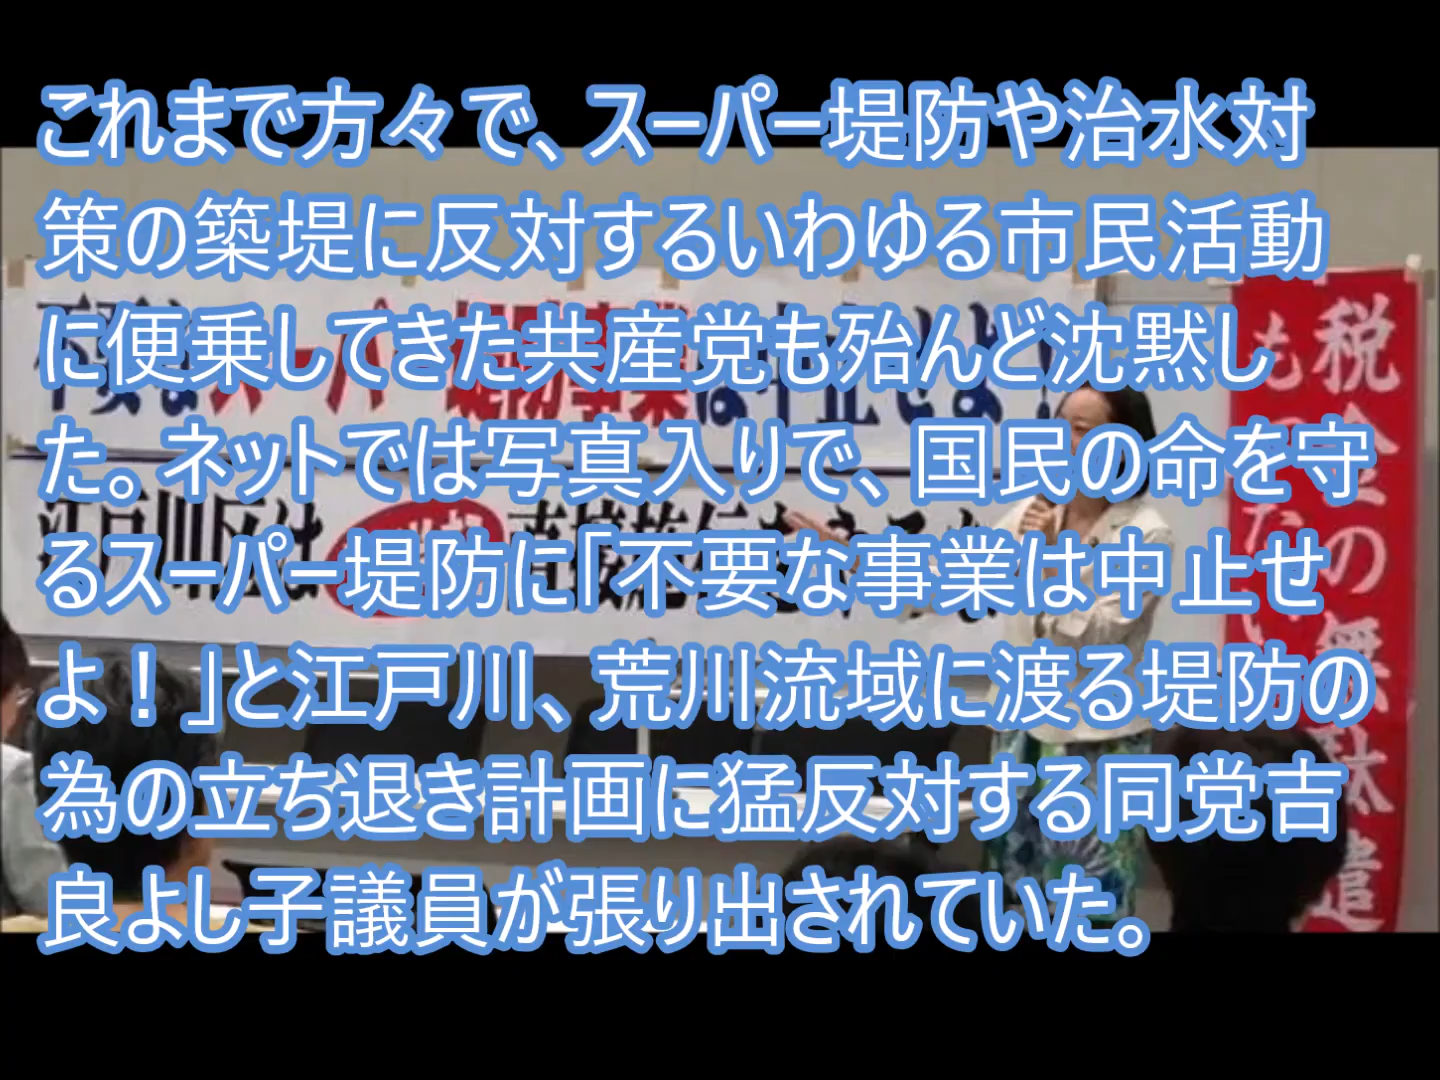 これまで方々で、スーパー堤防や治水対
策の築堤に反対するいわゆる市民活動
に便乗してきた共産党も殆んど沈黙し
た。ネットでは写真入りで、国民の命を守
るスーパー堤防に「不要な事業は中止せ
よ！」と江戸川、荒川流域に渡る堤防の
為の立ち退き計画に猛反対する同党吉
良よし子議員が張り出されていた。
税金の無駄遣